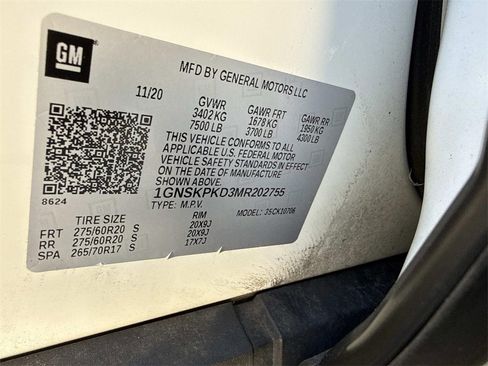 GM
MFD BY GENERAL MOTORS LLC
11/20 GVWR GAWR FRT GAWR RR
3402 KG 1678 KG 1950 KG
7500 LB 3700 LB 4300 LB
THIS VEHICLE CONFORMS TO ALL
APPLICABLE U.S. FEDERAL MOTOR
VEHICLE SAFETY STANDARDS IN EFFECT
ON THE DATE OF MANUFACTURE
SHOWN ABOVE.
1GNSKPKD3MR202755
8624 TYPE: M.P.V. 35CK10706
TIRE SIZE RIM
FRT 275/60R20 S 20X9J
RR 275/60R20 S 20X9J
SPA 265/70R17 S 17X7J